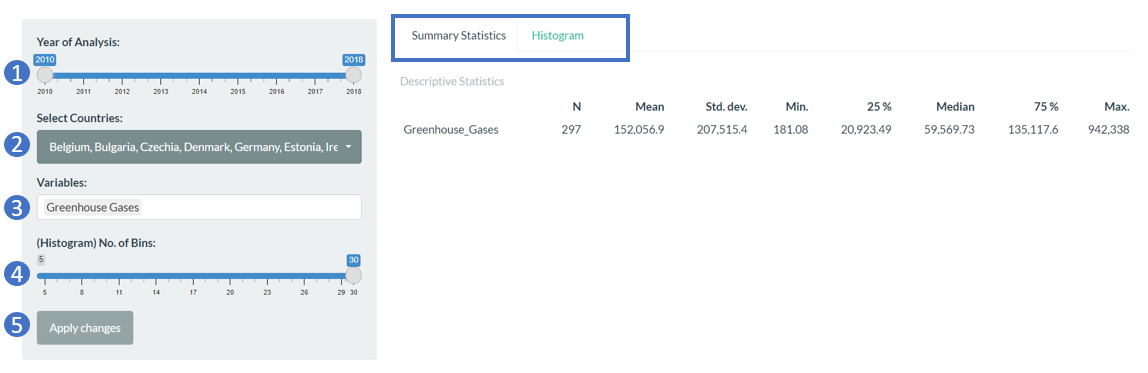 Year of Analysis:
1
2010 2018
2010 2011 2012 2013 2014 2015 2016 2017 2018
Select Countries:
2
Belgium, Bulgaria, Czechia, Denmark, Germany, Estonia, Ire
Variables:
3
Greenhouse Gases
(Histogram) No. of Bins:
4
5 30
5 8 11 14 17 20 23 26 29 30
5
Apply changes
Summary Statistics Histogram
Descriptive Statistics
N Mean Std. dev. Min. 25 % Median 75 % Max.
Greenhouse_Gases 297 152,056.9 207,515.4 181.08 20,923.49 59,569.73 135,117.6 942,338